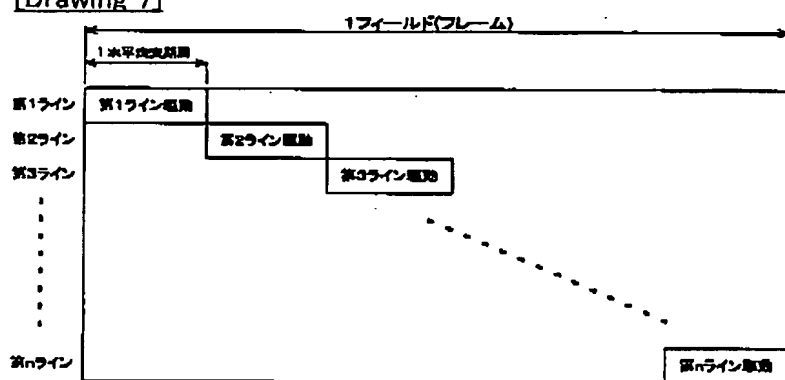 [Drawing 7]
1フィールド(フレーム)
1水平走査期間
第1ライン
第1ライン駆動
第2ライン
第2ライン駆動
第3ライン
第3ライン駆動
第nライン
第nライン駆動